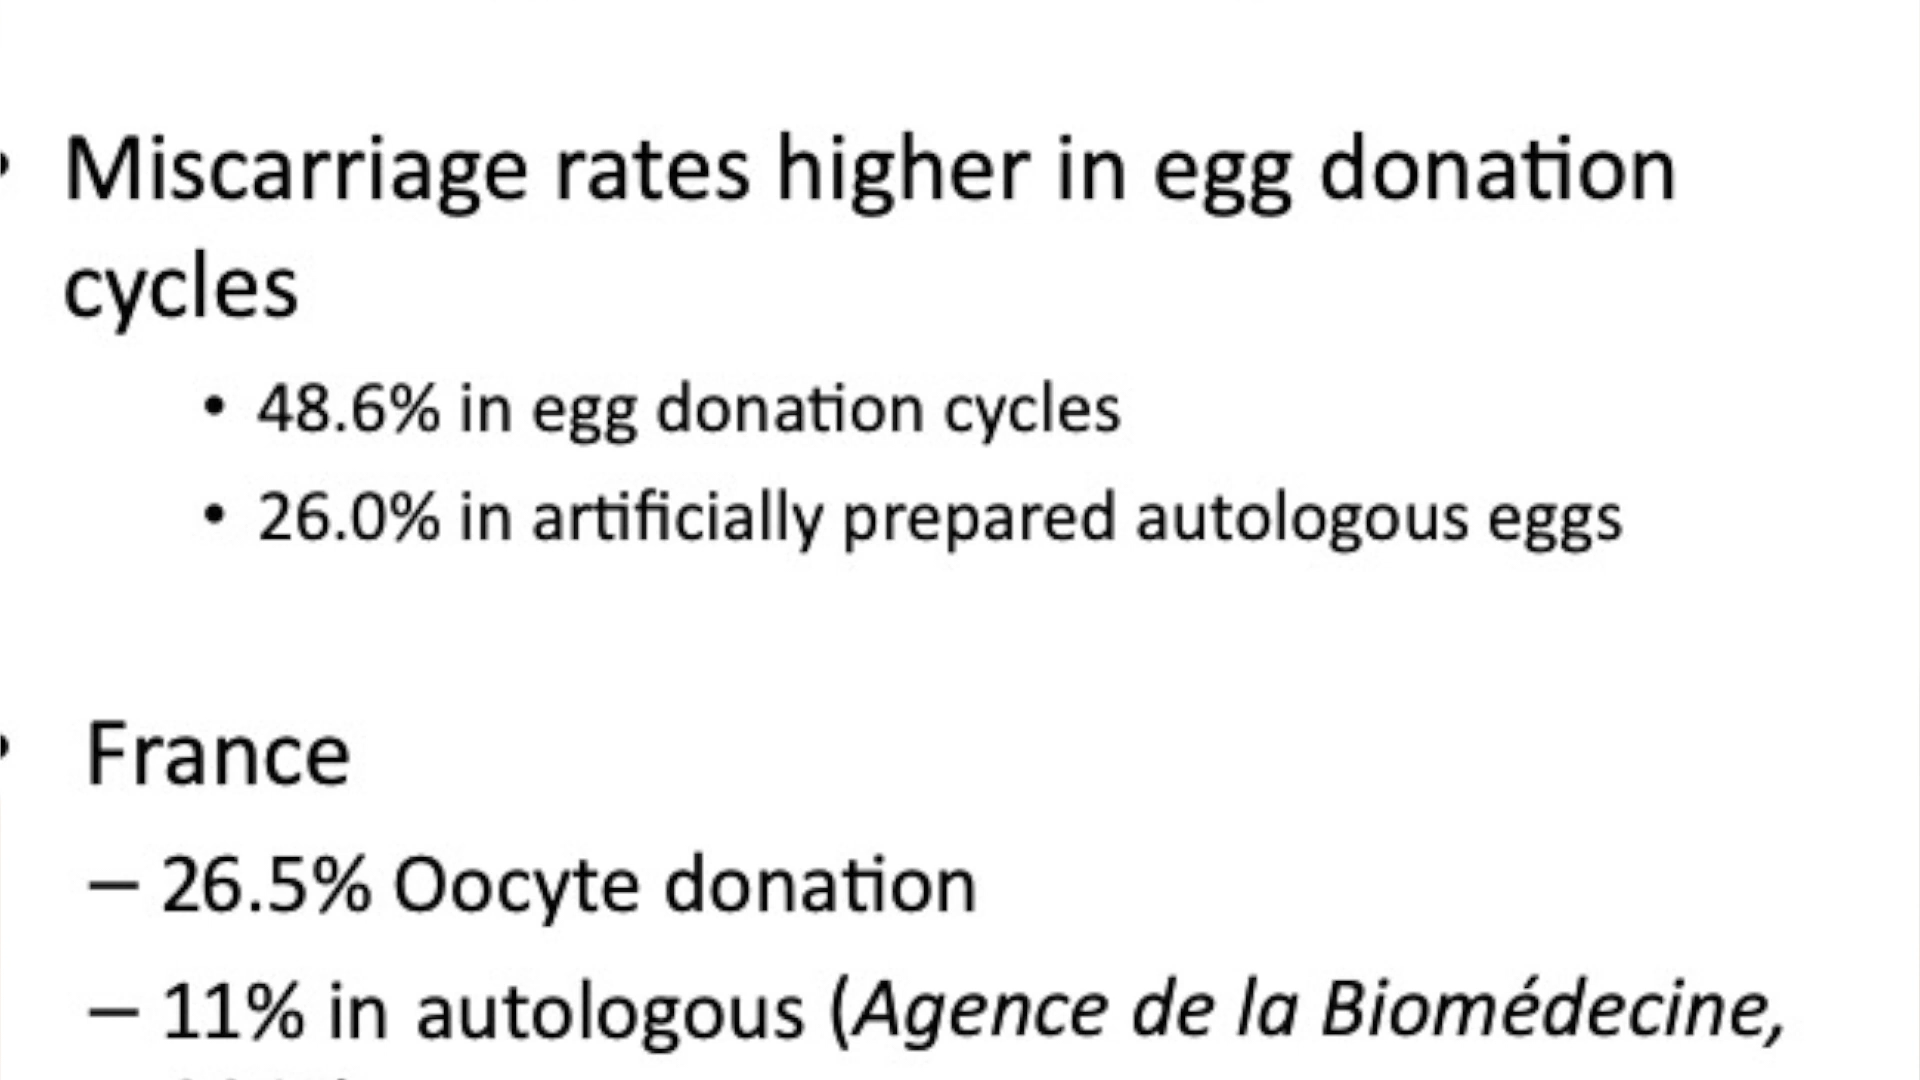 • Miscarriage rates higher in egg donation
cycles
• 48.6% in egg donation cycles
• 26.0% in artificially prepared autologous eggs
• France
– 26.5% Oocyte donation
– 11% in autologous (Agence de la Biomédecine,